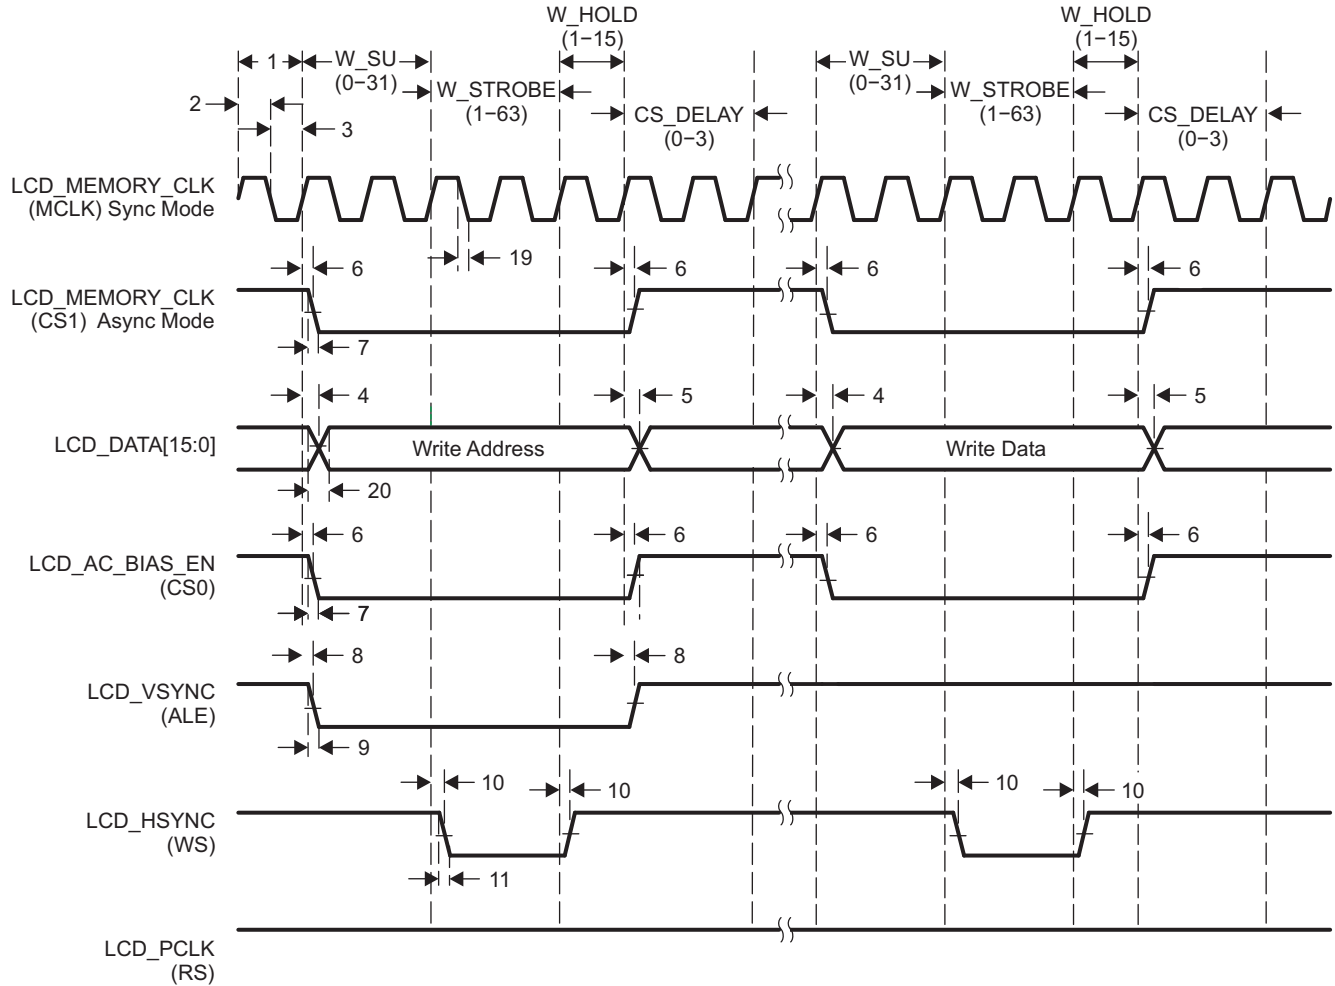 W_HOLD
(1−15)
W_HOLD
(1−15)
1
W_SU
(0−31)
W_SU
(0−31)
2
W_STROBE
(1−63)
W_STROBE
(1−63)
3
CS_DELAY
(0−3)
CS_DELAY
(0−3)
LCD_MEMORY_CLK
(MCLK) Sync Mode
19
6
6
6
6
LCD_MEMORY_CLK
(CS1) Async Mode
7
4
5
4
5
LCD_DATA[15:0]
Write Address
Write Data
20
6
6
6
6
LCD_AC_BIAS_EN
(CS0)
7
8
8
LCD_VSYNC
(ALE)
9
10
10
10
10
LCD_HSYNC
(WS)
11
LCD_PCLK
(RS)